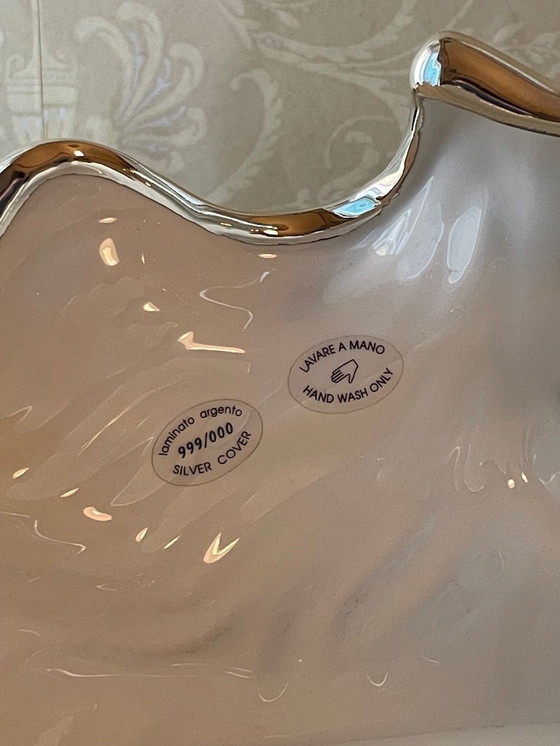 LAVARE A MANO
HAND WASH ONLY
laminato argento
999/000
SILVER COVER